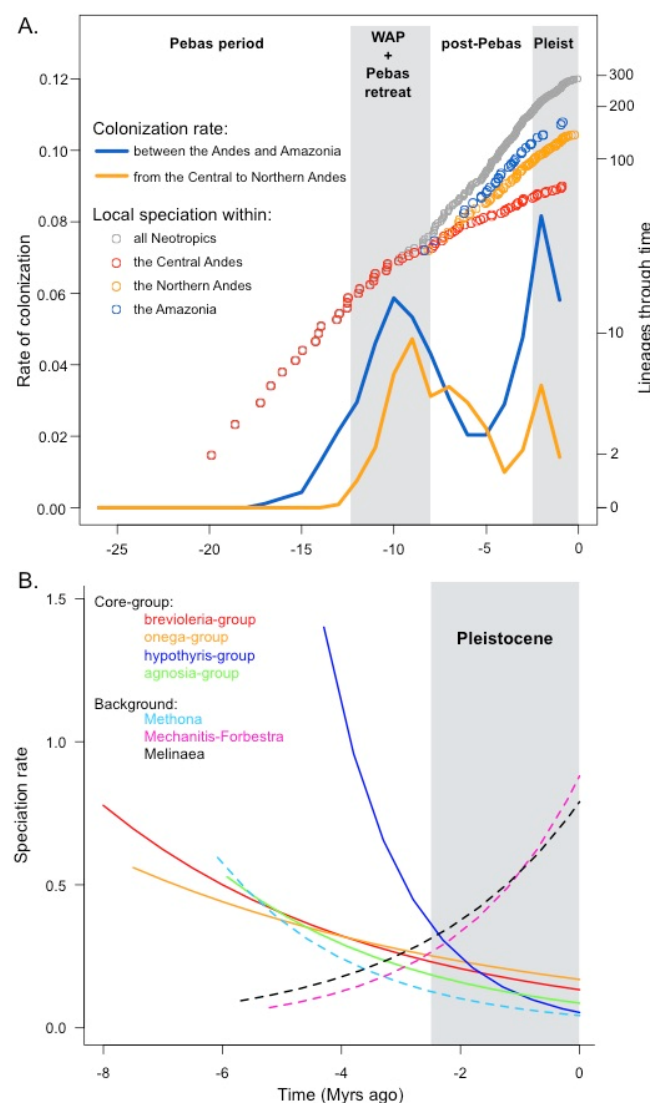 A.
Pebas period
WAP
+
Pebas
retreat
post-Pebas
Pleist
Colonization rate:
between the Andes and Amazonia
from the Central to Northern Andes
Local speciation within:
all Neotropics
the Central Andes
the Northern Andes
the Amazonia
Rate of colonization
0.12
0.10
0.08
0.06
0.04
0.02
0.00
Lineages through time
300
200
100
10
2
0
-25 -20 -15 -10 -5 0
B.
Core-group:
brevioleria-group
onega-group
hypothyris-group
agnosia-group
Background:
Methona
Mechanitis-Forbestra
Melinaea
Pleistocene
Speciation rate
1.5
1.0
0.5
0.0
-8 -6 -4 -2 0
Time (Myrs ago)